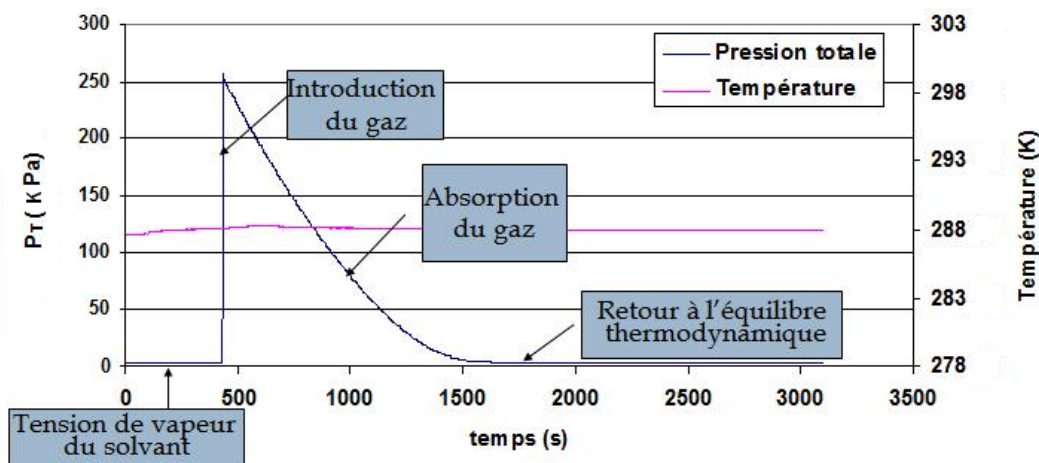 300
250
200
150
100
50
0
P_T ( K Pa)
303
298
293
288
283
278
Température (K)
Pression totale
Température
Introduction
du gaz
Absorption
du gaz
Retour à l'équilibre
thermodynamique
0 500 1000 1500 2000 2500 3000 3500
temps (s)
Tension de vapeur
du solvant